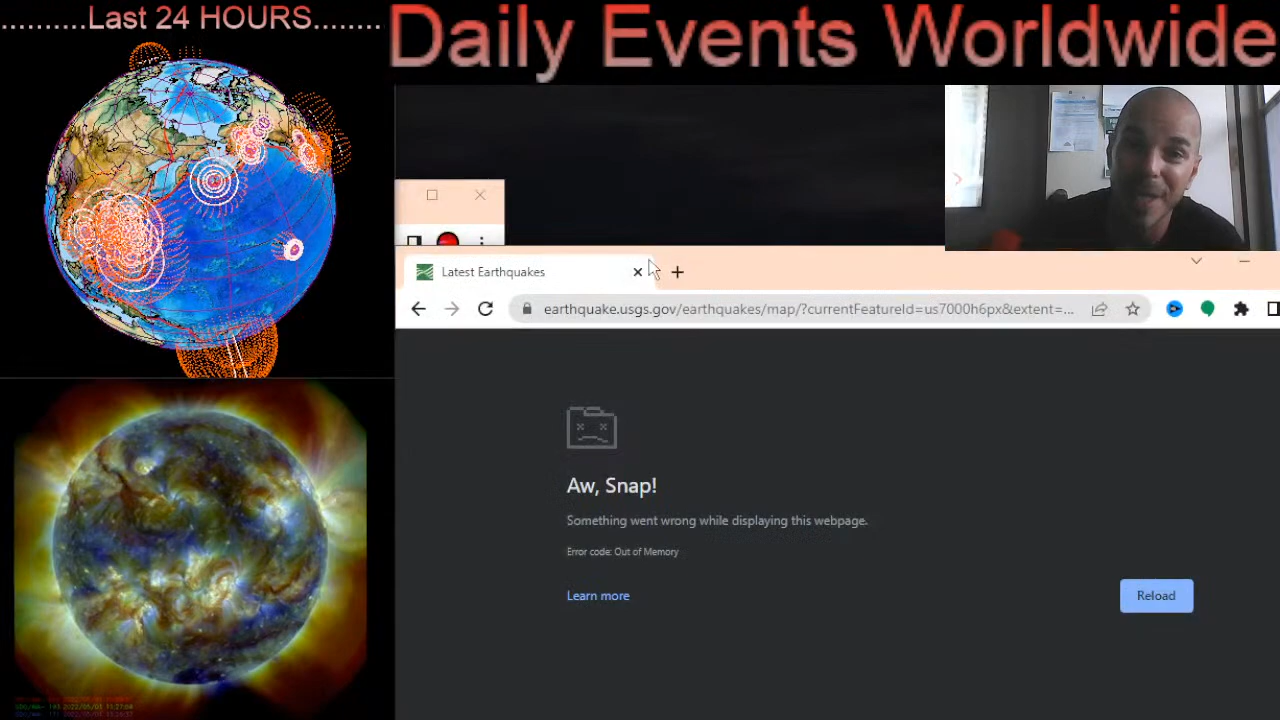 ..........Last 24 HOURS........
Daily Events Worldwide
Latest Earthquakes
earthquake.usgs.gov/earthquakes/map/?currentFeatureId=us7000h6px&extent=...
Aw, Snap!
Something went wrong while displaying this webpage.
Error code: Out of Memory
Learn more
Reload